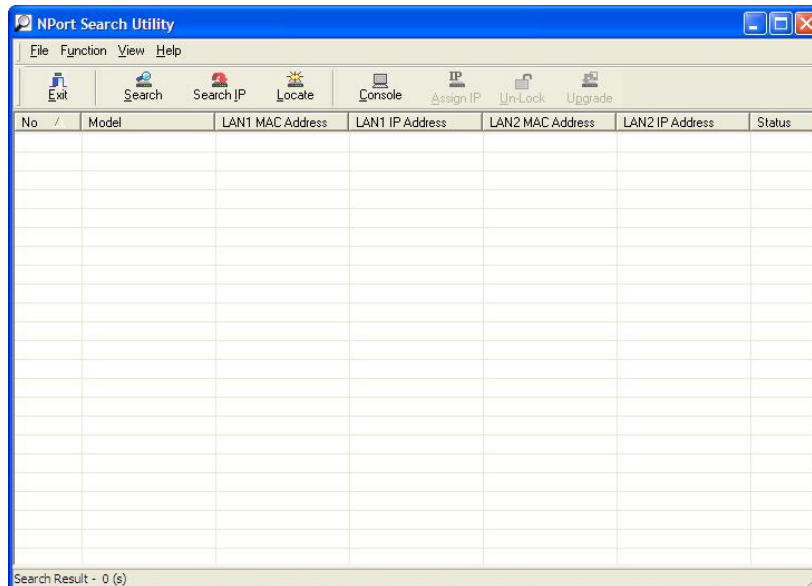 NPort Search Utility
File Function View Help
Exit Search Search IP Locate Console Assign IP Un-Lock Upgrade
No Model LAN1 MAC Address LAN1 IP Address LAN2 MAC Address LAN2 IP Address Status
Search Result - 0 (s)